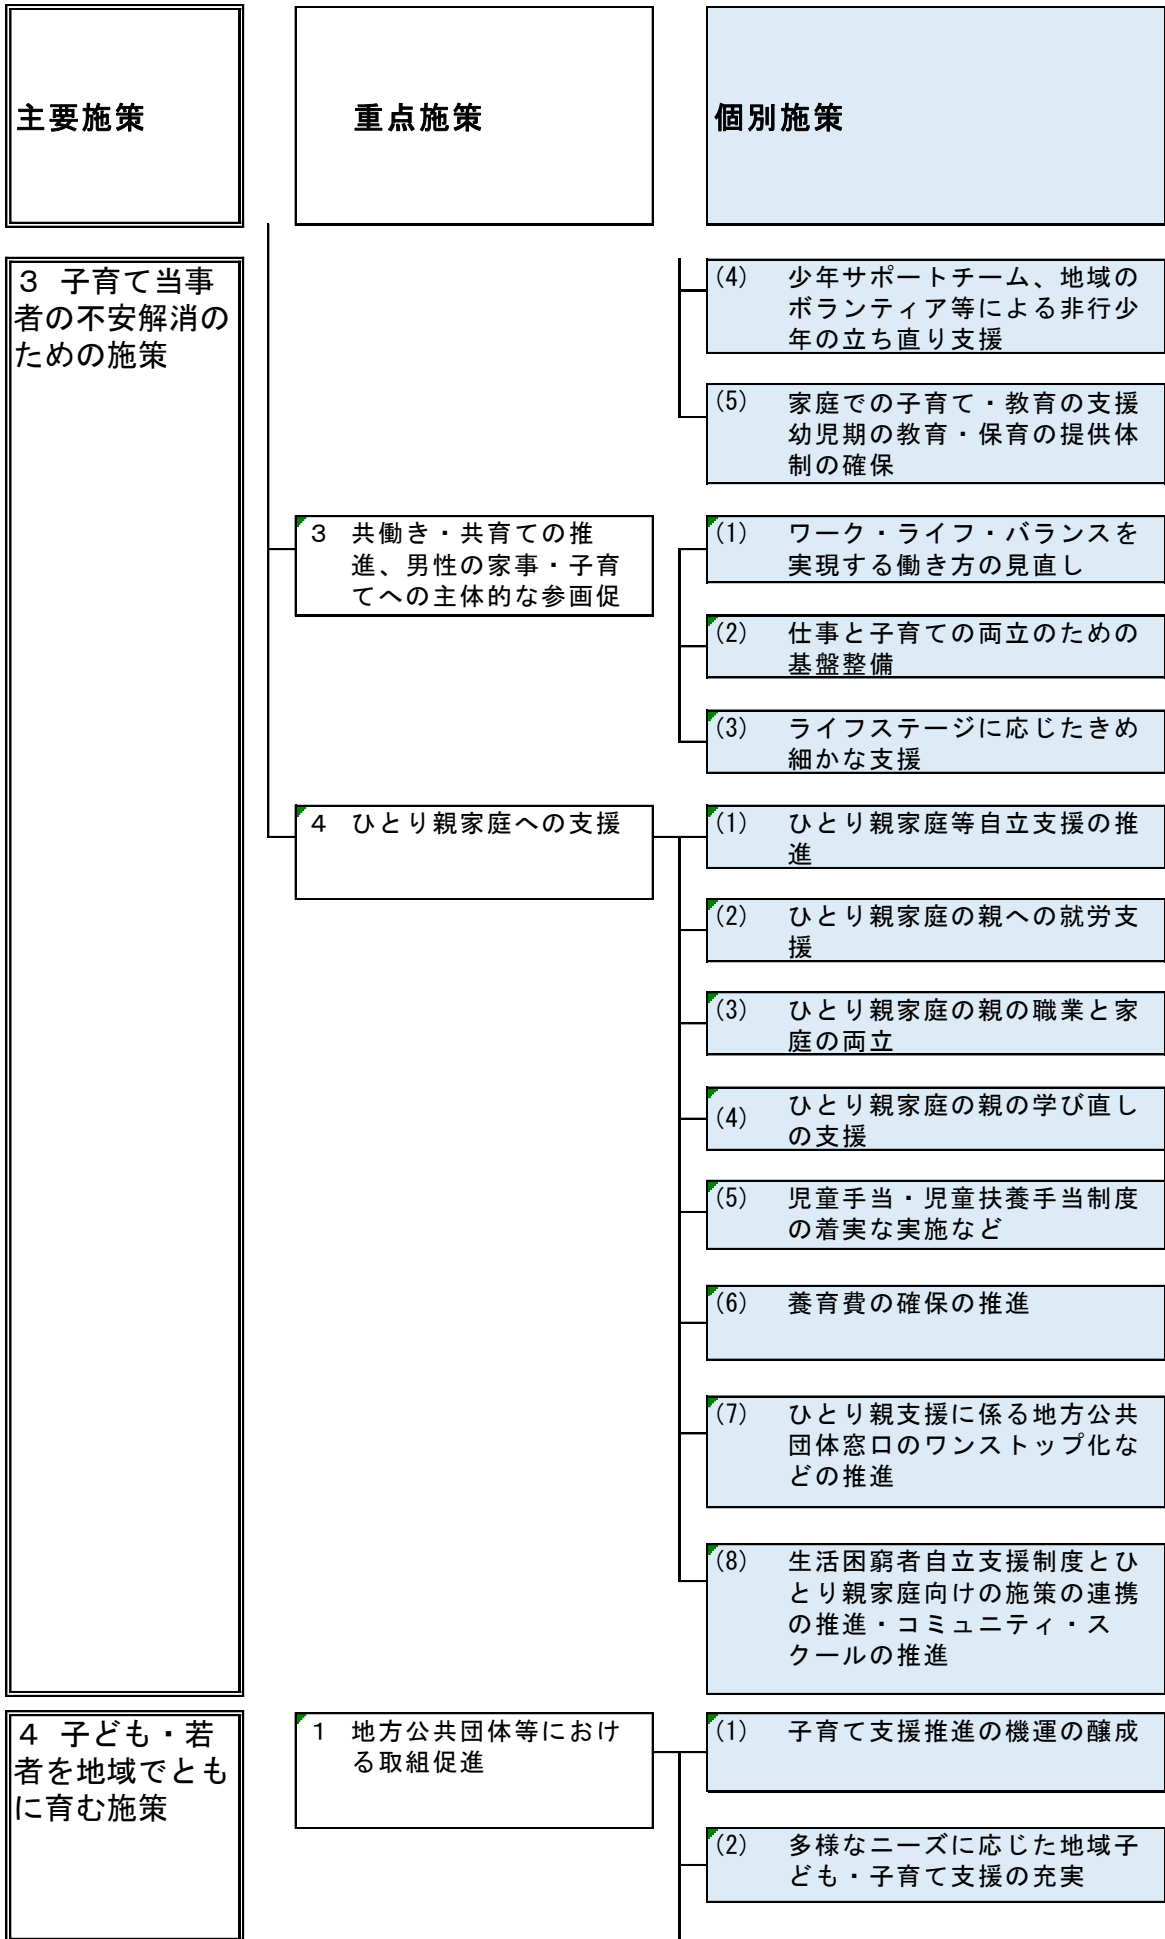 主要施策
重点施策
個別施策
３ 子育て当事
者の不安解消の
ための施策
(4) 少年サポートチーム、地域の
ボランティア等による非行少
年の立ち直り支援
(5) 家庭での子育て・教育の支援
幼児期の教育・保育の提供体
制の確保
３ 共働き・共育ての推
進、男性の家事・子育
てへの主体的な参画促
(1) ワーク・ライフ・バランスを
実現する働き方の見直し
(2) 仕事と子育ての両立のための
基盤整備
(3) ライフステージに応じたきめ
細かな支援
４ ひとり親家庭への支援
(1) ひとり親家庭等自立支援の推
進
(2) ひとり親家庭の親への就労支
援
(3) ひとり親家庭の親の職業と家
庭の両立
(4) ひとり親家庭の親の学び直し
の支援
(5) 児童手当・児童扶養手当制度
の着実な実施など
(6) 養育費の確保の推進
(7) ひとり親支援に係る地方公共
団体窓口のワンストップ化な
どの推進
(8) 生活困窮者自立支援制度とひ
とり親家庭向けの施策の連携
の推進・コミュニティ・ス
クールの推進
４ 子ども・若
者を地域でとも
に育む施策
１ 地方公共団体等におけ
る取組促進
(1) 子育て支援推進の機運の醸成
(2) 多様なニーズに応じた地域子
ども・子育て支援の充実